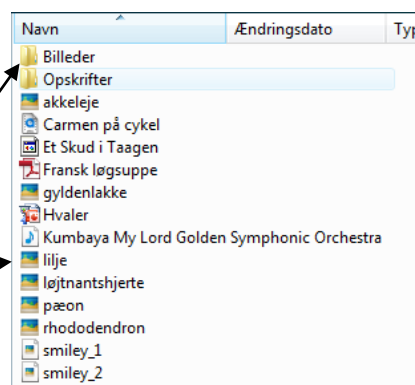 Navn Ændringsdato Typ
Billeder
Opskrifter
akkeleje
Carmen på cykel
Et Skud i Taagen
Fransk løgsuppe
gyldenlakke
Hvaler
Kumbaya My Lord Golden Symphonic Orchestra
lilje
løjtnantshjerte
pæon
rhododendron
smiley_1
smiley_2